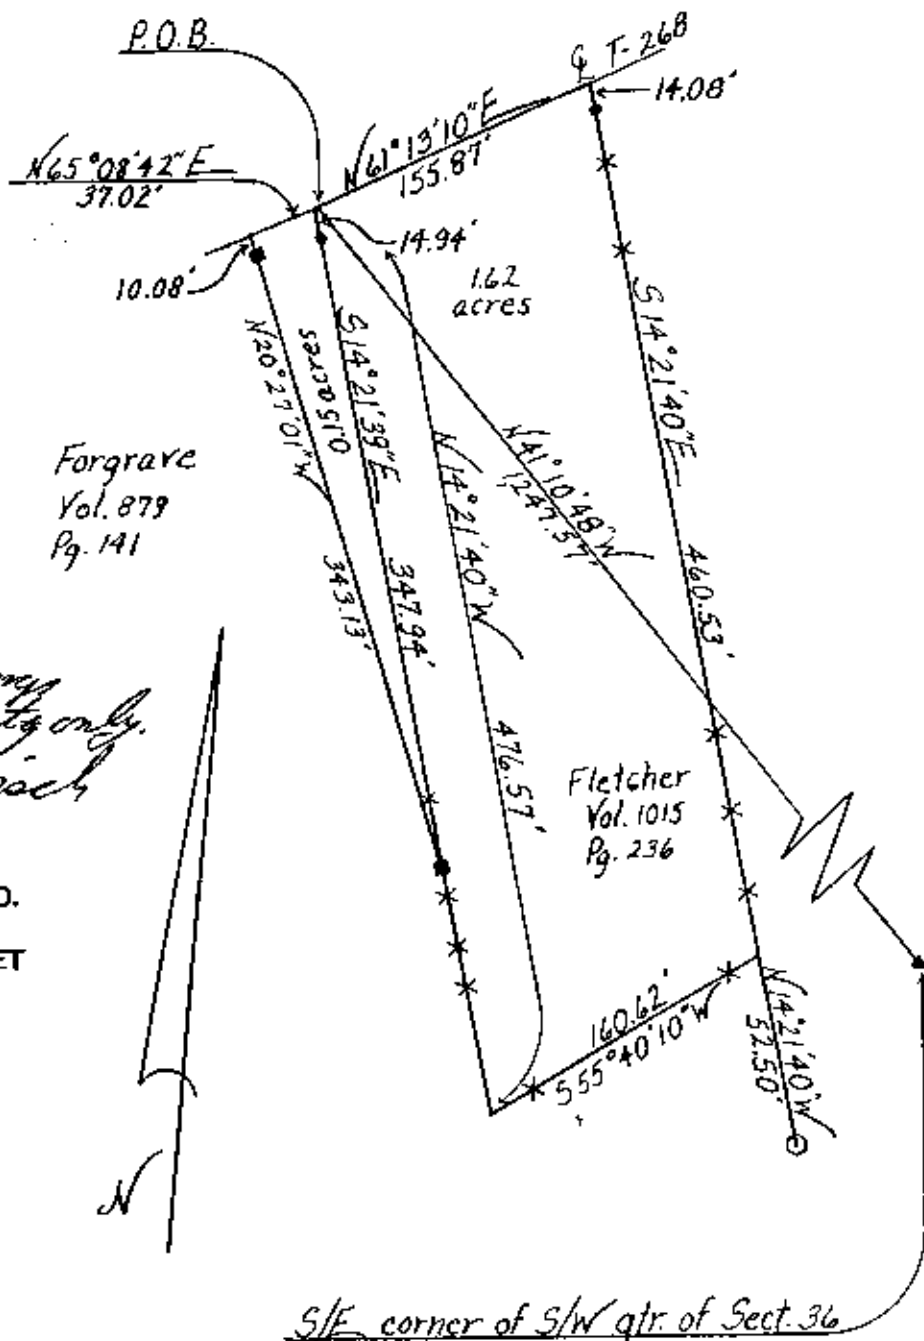 P.O.B.
℄ T-268
14.08'
N61°13'10"E
155.87'
N65°08'42"E
37.02'
14.94'
10.08'
1.62
acres
N20°27'01"W
343.13'
0.15 acres
S14°21'39"E
347.94'
N14°21'40"W
476.57'
N41°10'48"W
S14°21'40"E
460.53'
Forgrave
Vol. 879
Pg. 141
only.
Fletcher
Vol. 1015
Pg. 236
D.
ET
160.62'
S55°40'10"W
N14°21'40"W
52.50'
N
S/E corner of S/W qtr. of Sect. 36